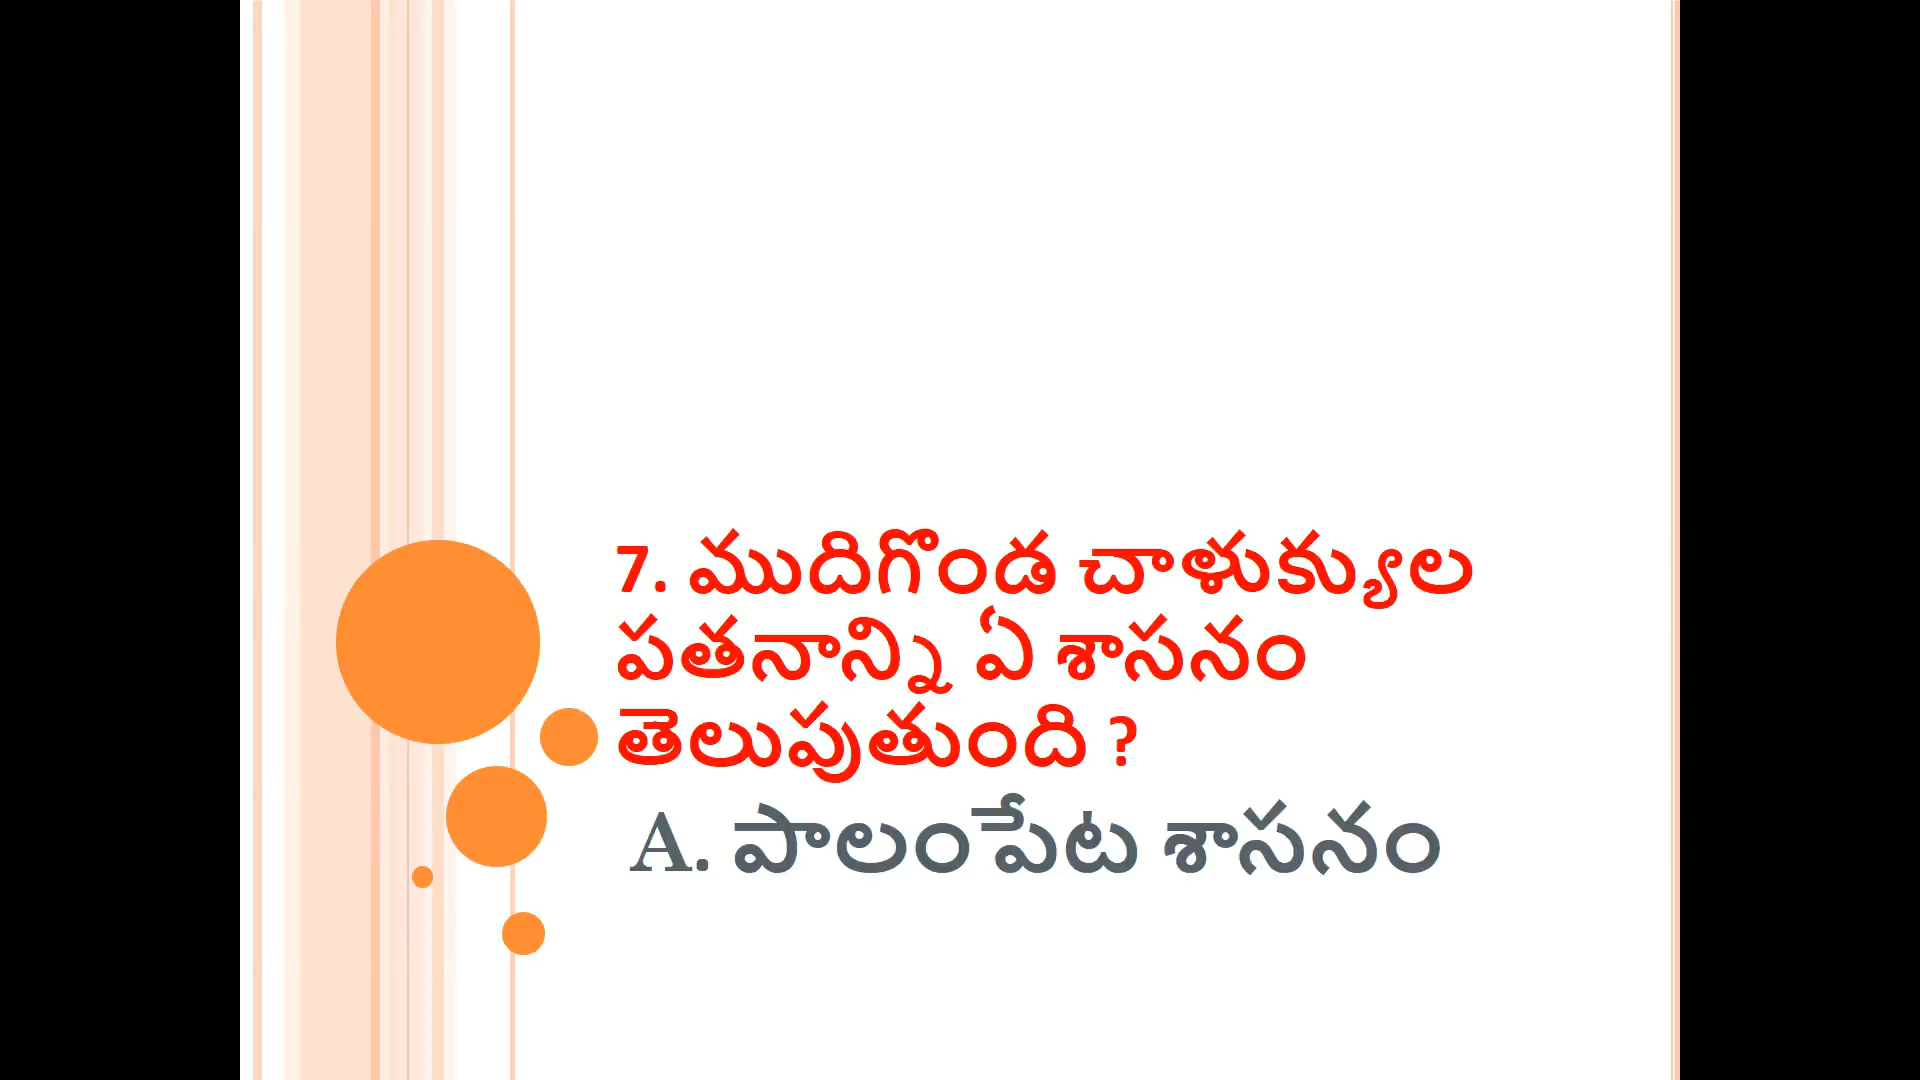 7. ముదిగొండ చాళుక్యుల
పతనాన్ని ఏ శాసనం
తెలుపుతుంది ?
A. పాలంపేట శాసనం